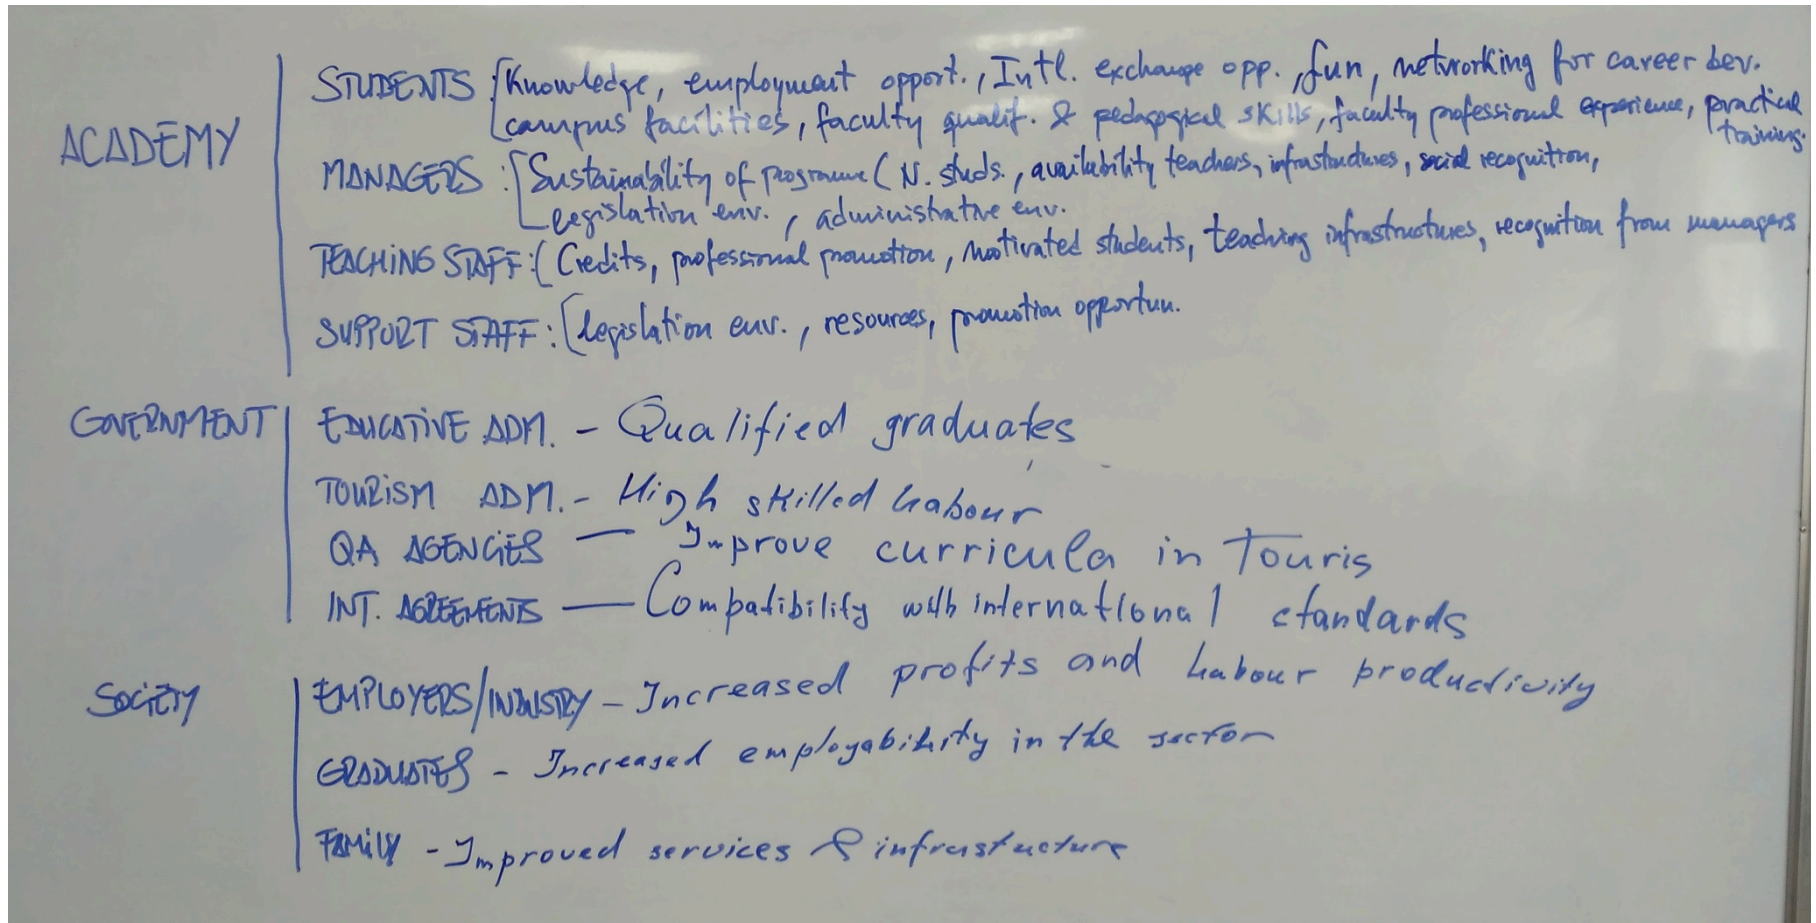 ACADEMY
STUDENTS [Knowledge, employment opport., Intl. exchange opp., fun, networking for career dev.
campus facilities, faculty qualif. & pedagogical skills, faculty professional experience, practical
training.
MANAGERS: [Sustainability of programme (N. studs., availability teachers, infrastructures, social recognition,
legislation env., administrative env.
TEACHING STAFF: (Credits, professional promotion, motivated students, teaching infrastructures, recognition from managers
SUPPORT STAFF: [legislation env., resources, promotion opportun.
GOVERNMENT
EDUCATIVE ADM. - Qualified graduates
TOURISM ADM. - High skilled labour
QA AGENCIES — Improve curricula in Touris
INT. AGREEMENTS — Compatibility with international standards
SOCIETY
EMPLOYERS/INDUSTRY - Increased profits and labour productivity
GRADUATES - Increased employability in the sector
FAMILY - Improved services & infrastucture